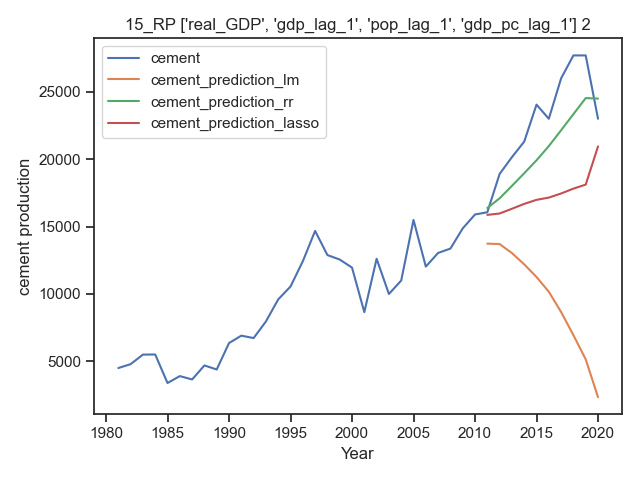 15_RP ['real_GDP', 'gdp_lag_1', 'pop_lag_1', 'gdp_pc_lag_1'] 2
cement
cement_prediction_lm
cement_prediction_rr
cement_prediction_lasso
25000
20000
15000
10000
5000
cement production
1980 1985 1990 1995 2000 2005 2010 2015 2020
Year